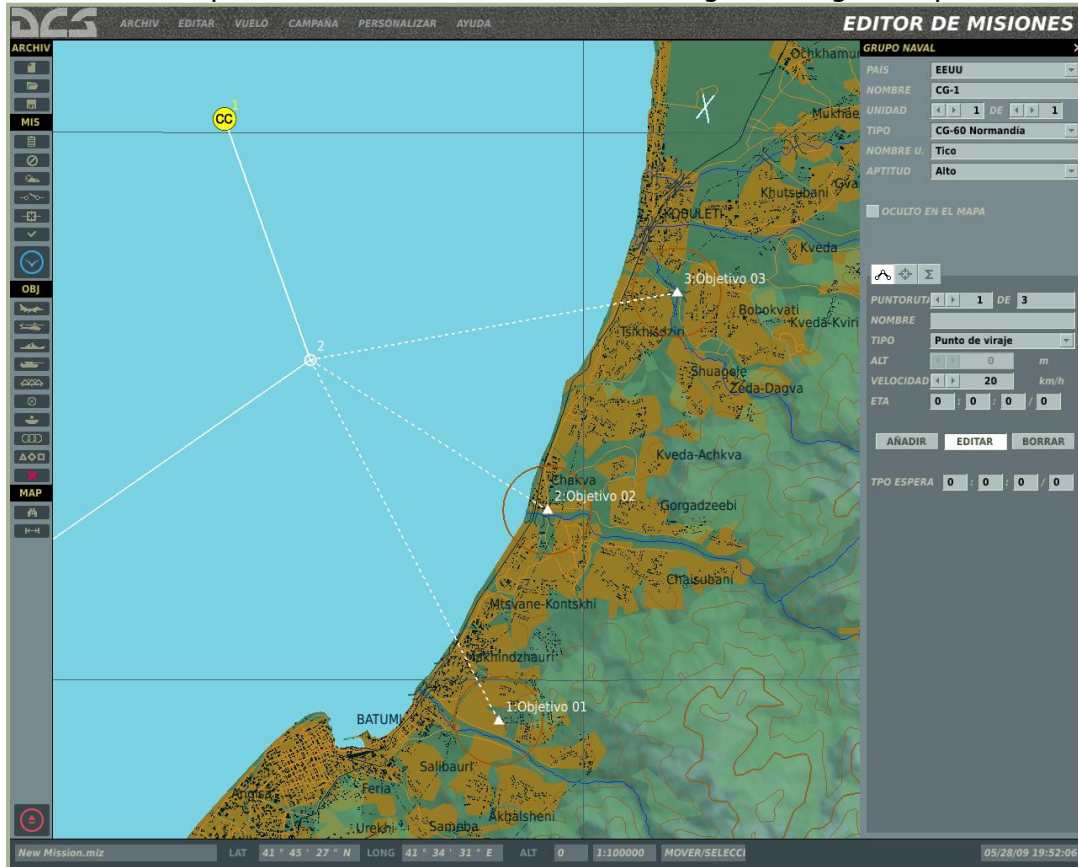 DCS ARCHIV EDITAR VUELO CAMPAÑA PERSONALIZAR AYUDA EDITOR DE MISIONES
ARCHIV
MIS
OBJ
MAP
1
CC
2
Ochkhamur
X
Mukhae
Khutsubani
Gva
KOBULETI
Kveda
3:Objetivo 03
Bobokvati
Tsikhisdziri
Kveda-Kviri
Shuagele
Zeda-Dagva
Kveda-Achkva
Chakva
2:Objetivo 02
Gorgadzeebi
Chaisubani
Mtsvane-Kontskhi
Makhindzhauri
1:Objetivo 01
BATUMI
Salibauri
Feria
Angisa
Akhalsheni
Urekhi
Sameba
GRUPO NAVAL
PAÍS EEUU
NOMBRE CG-1
UNIDAD 1 DE 1
TIPO CG-60 Normandía
NOMBRE U. Tico
APTITUD Alto
OCULTO EN EL MAPA
Σ
PUNTORUTA 1 DE 3
NOMBRE
TIPO Punto de viraje
ALT 0 m
VELOCIDAD 20 km/h
ETA 0 : 0 : 0 / 0
AÑADIR EDITAR BORRAR
TPO ESPERA 0 : 0 : 0 / 0
New Mission.miz LAT 41 ° 45 ' 27 " N LONG 41 ° 34 ' 31 " E ALT 0 1:100000 MOVER/SELECCI 05/28/09 19:52:06